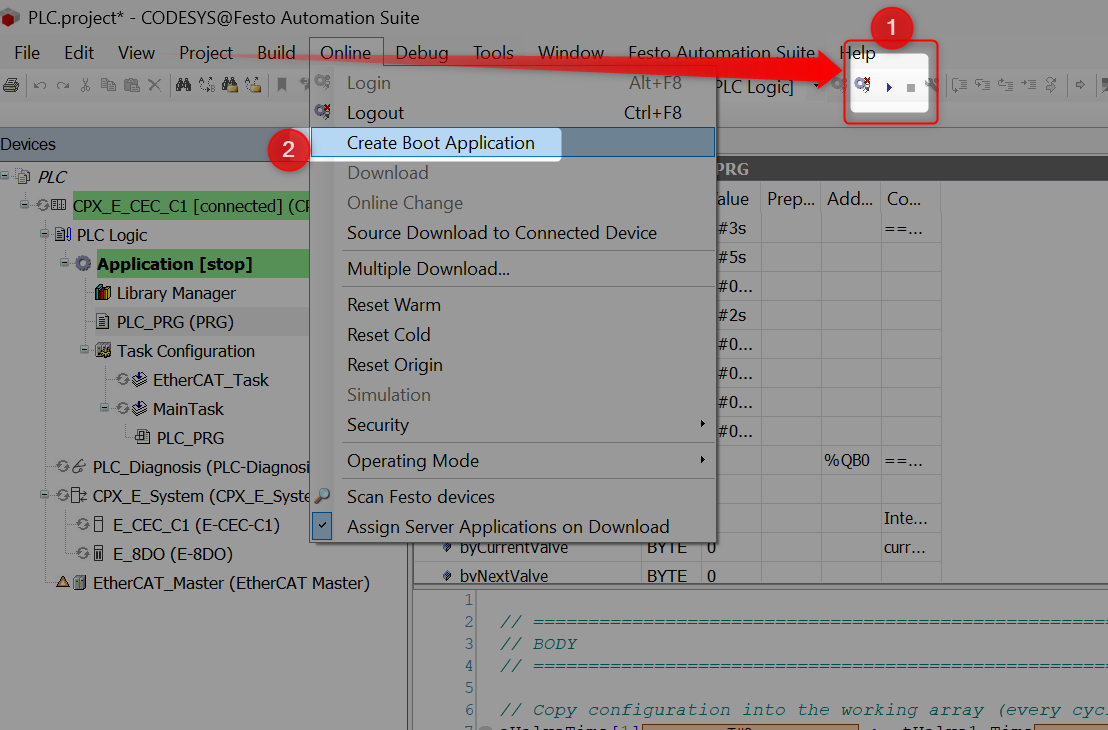 PLC.project* - CODESYS@Festo Automation Suite
File Edit View Project Build Online Debug Tools Window Festo Automation Suite Help
1
PLC Logic]
Login Alt+F8
Logout Ctrl+F8
2
Create Boot Application
Download
Online Change
Source Download to Connected Device
Multiple Download...
Reset Warm
Reset Cold
Reset Origin
Simulation
Security
Operating Mode
Scan Festo devices
Assign Server Applications on Download
Devices
PLC
CPX_E_CEC_C1 [connected] (CP
PLC Logic
Application [stop]
Library Manager
PLC_PRG (PRG)
Task Configuration
EtherCAT_Task
MainTask
PLC_PRG
PLC_Diagnosis (PLC-Diagnosi
CPX_E_System (CPX_E_Syste
E_CEC_C1 (E-CEC-C1)
E_8DO (E-8DO)
EtherCAT_Master (EtherCAT Master)
PRG
alue Prep... Add... Co...
#3s ==...
#5s
#0...
#2s
#0...
#0...
#0...
#0...
%QB0 ==...
Inte...
byCurrentValve BYTE 0 curr...
byNextValve BYTE 0
1
2 // ================================================
3 // BODY
4 // ================================================
5
6 // Copy configuration into the working array (every cyc
7